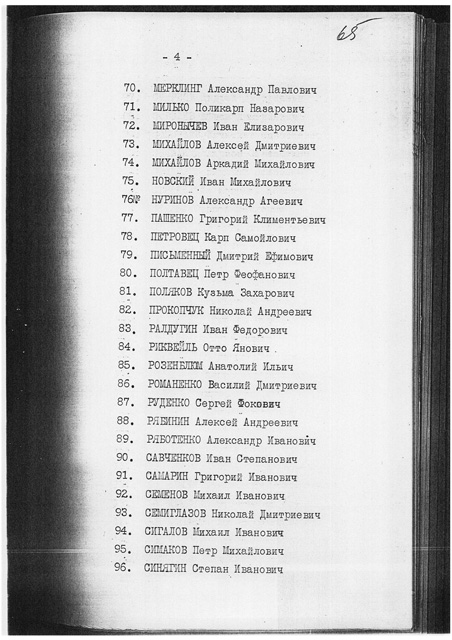 65
- 4 -
70. МЕРКЛИНГ Александр Павлович
71. МИЛЬКО Поликарп Назарович
72. МИРОНЫЧЕВ Иван Елизарович
73. МИХАЙЛОВ Алексей Дмитриевич
74. МИХАЙЛОВ Аркадий Михайлович
75. НОВСКИЙ Иван Михайлович
76. НУРИНОВ Александр Агеевич
77. ПАШЕНКО Григорий Климентьевич
78. ПЕТРОВЕЦ Карп Самойлович
79. ПИСЬМЕННЫЙ Дмитрий Ефимович
80. ПОЛТАВЕЦ Петр Феофанович
81. ПОЛЯКОВ Кузьма Захарович
82. ПРОКОПЧУК Николай Андреевич
83. РАЛДУГИН Иван Федорович
84. РИКВЕЙЛЬ Отто Янович
85. РОЗЕНБЛЮМ Анатолий Ильич
86. РОМАНЕНКО Василий Дмитриевич
87. РУДЕНКО Сергей Фокович
88. РЯБИНИН Алексей Андреевич
89. РЯБОТЕНКО Александр Иванович
90. САВЧЕНКОВ Иван Степанович
91. САМАРИН Григорий Иванович
92. СЕМЕНОВ Михаил Иванович
93. СЕМИГЛАЗОВ Николай Дмитриевич
94. СИГАЛОВ Михаил Иванович
95. СИМАКОВ Петр Михайлович
96. СИНЯГИН Степан Иванович